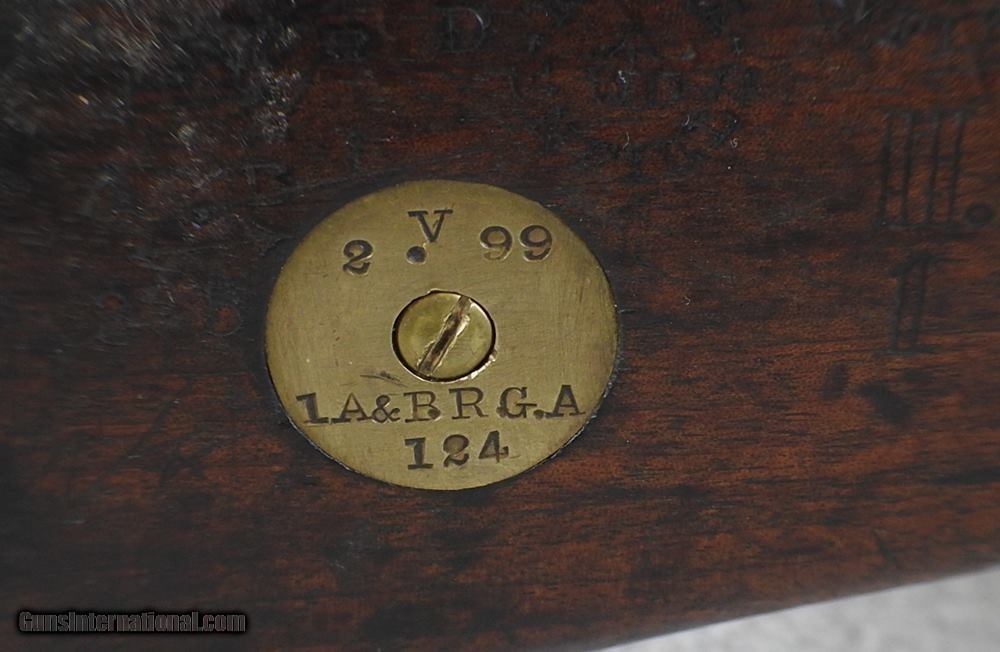 V
2 . 99
1.A&B.R.G.A
124
GunsInternational.com